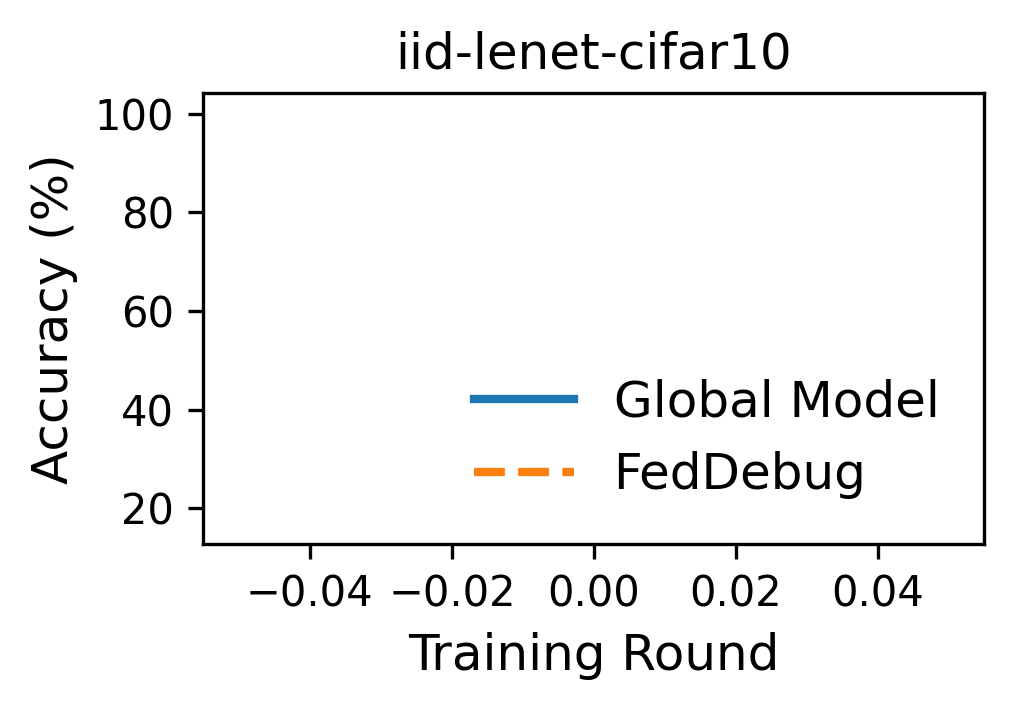 iid-lenet-cifar10
Accuracy (%)
100
80
60
40
20
Global Model
FedDebug
−0.04 −0.02 0.00 0.02 0.04
Training Round